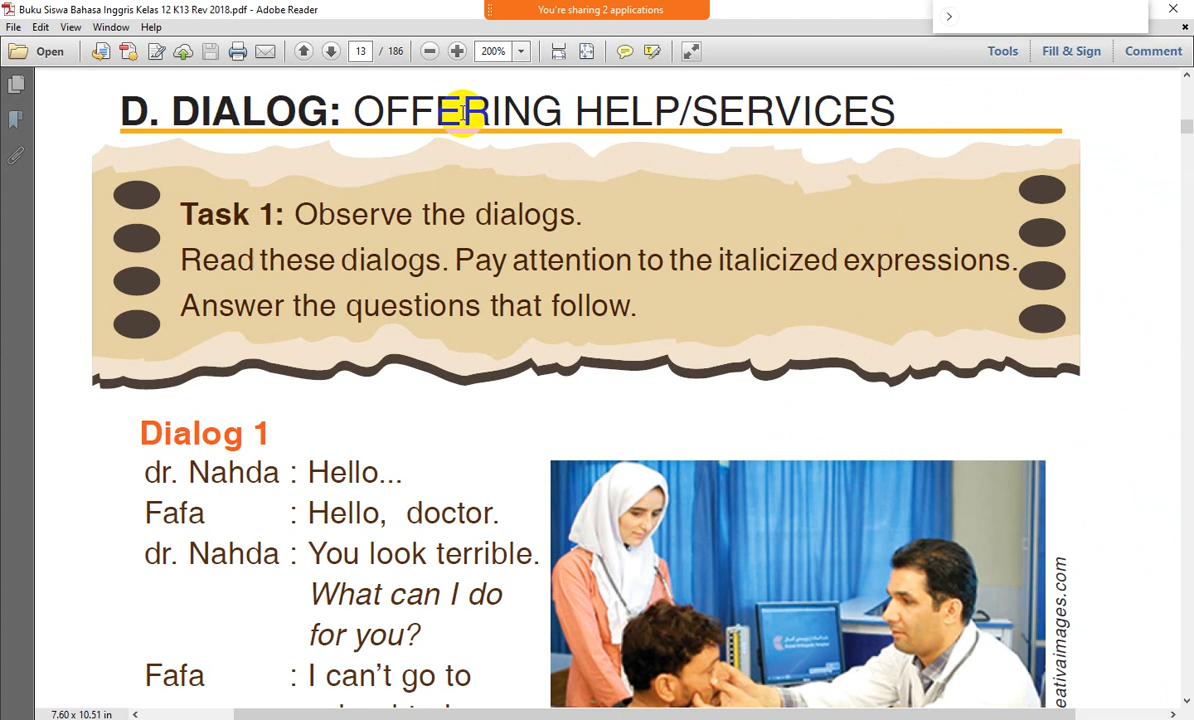 Buku Siswa Bahasa Inggris Kelas 12 K13 Rev 2018.pdf - Adobe Reader
You're sharing 2 applications
File Edit View Window Help
Open 13 / 186 200% Tools Fill & Sign Comment
D. DIALOG: OFFERING HELP/SERVICES
Task 1: Observe the dialogs.
Read these dialogs. Pay attention to the italicized expressions.
Answer the questions that follow.
Dialog 1
dr. Nahda : Hello...
Fafa : Hello, doctor.
dr. Nahda : You look terrible.
What can I do
for you?
Fafa : I can't go to
eativaimages.com
7.60 x 10.51 in